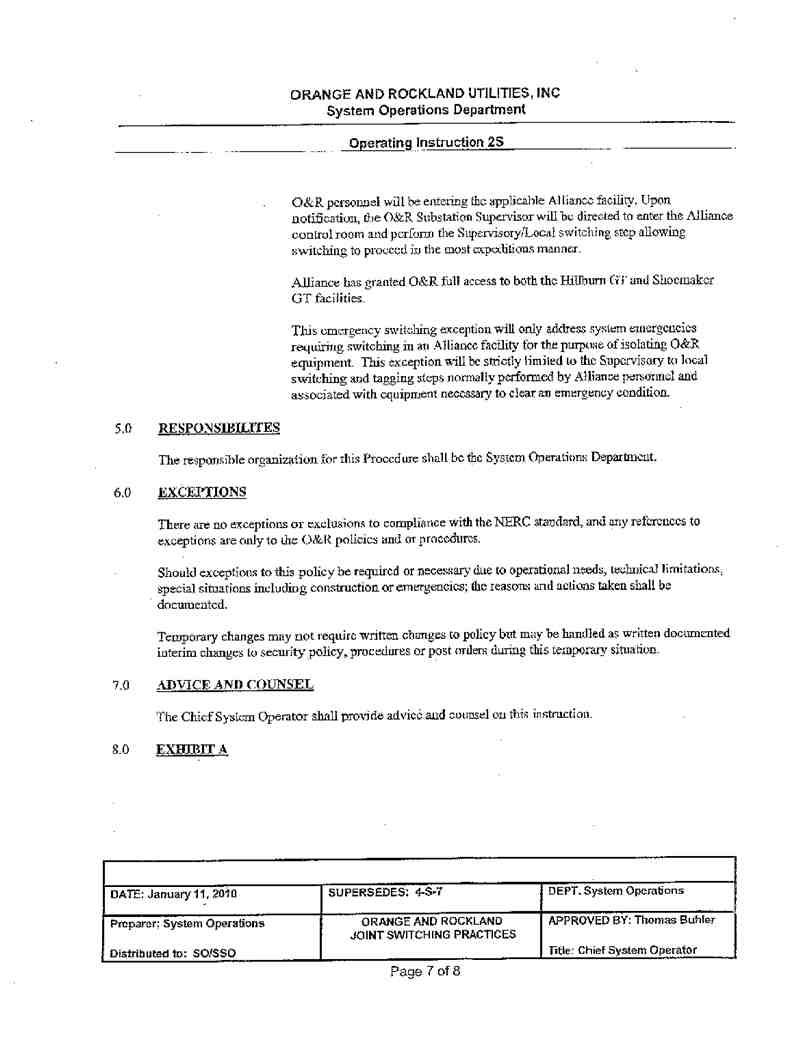 ORANGE AND ROCKLAND UTILITIES, INC
System Operations Department
Operating Instruction 2S
O&R personnel will be entering the applicable Alliance facility. Upon
notification, the O&R Substation Supervisor will be directed to enter the Alliance
control room and perform the Supervisory/Local switching step allowing
switching to proceed in the most expeditious manner.
Alliance has granted O&R full access to both the Hillburn GT and Shoemaker
GT facilities.
This emergency switching exception will only address system emergencies
requiring switching in an Alliance facility for the purpose of isolating O&R
equipment. This exception will be strictly limited to the Supervisory to local
switching and tagging steps normally performed by Alliance personnel and
associated with equipment necessary to clear an emergency condition.
5.0 RESPONSIBILITES
The responsible organization for this Procedure shall be the System Operations Department.
6.0 EXCEPTIONS
There are no exceptions or exclusions to compliance with the NERC standard, and any references to
exceptions are only to the O&R policies and or procedures.
Should exceptions to this policy be required or necessary due to operational needs, technical limitations,
special situations including construction or emergencies; the reasons and actions taken shall be
documented.
Temporary changes may not require written changes to policy but may be handled as written documented
interim changes to security policy, procedures or post orders during this temporary situation.
7.0 ADVICE AND COUNSEL
The Chief System Operator shall provide advice and counsel on this instruction.
8.0 EXHIBIT A
DATE: January 11, 2010 SUPERSEDES: 4-S-7 DEPT. System Operations
Preparer: System Operations ORANGE AND ROCKLAND APPROVED BY: Thomas Buhler
JOINT SWITCHING PRACTICES
Distributed to: SO/SSO Title: Chief System Operator
Page 7 of 8